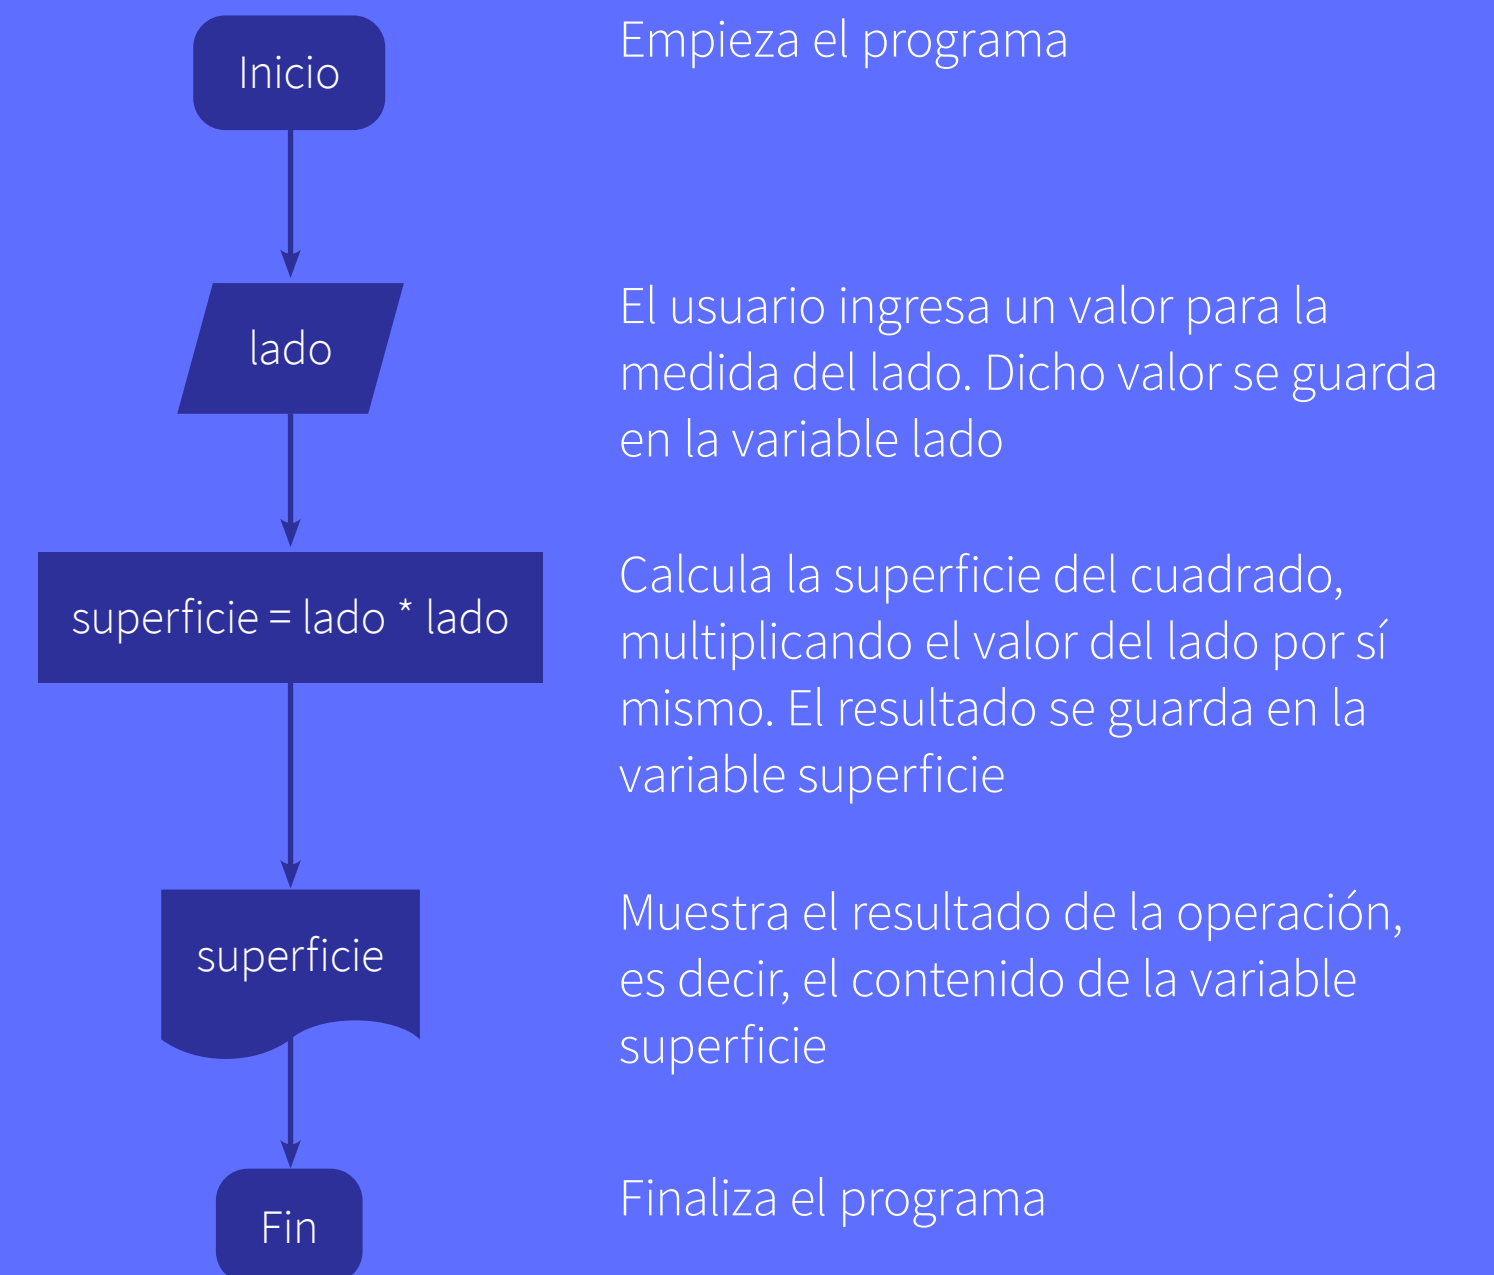 Inicio
Empieza el programa
lado
El usuario ingresa un valor para la
medida del lado. Dicho valor se guarda
en la variable lado
superficie = lado * lado
Calcula la superficie del cuadrado,
multiplicando el valor del lado por sí
mismo. El resultado se guarda en la
variable superficie
superficie
Muestra el resultado de la operación,
es decir, el contenido de la variable
superficie
Fin
Finaliza el programa